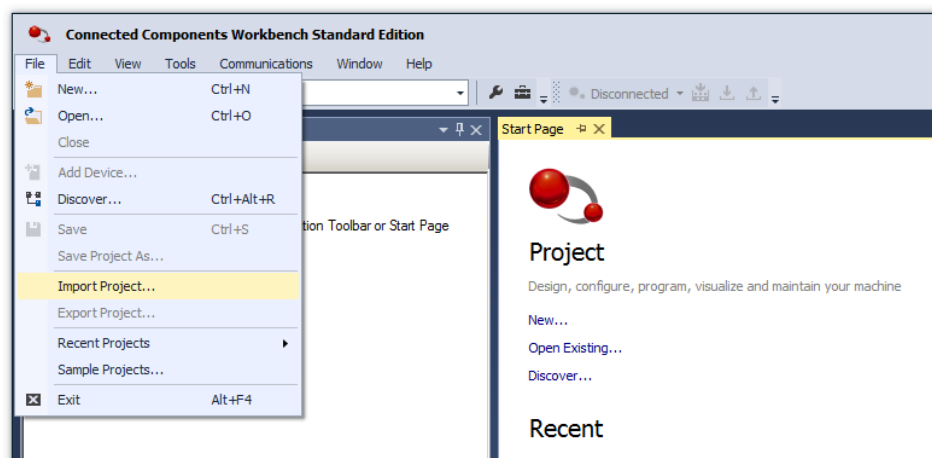 Connected Components Workbench Standard Edition
File Edit View Tools Communications Window Help
New... Ctrl+N
Open... Ctrl+O
Close
Add Device...
Discover... Ctrl+Alt+R
Save Ctrl+S
Save Project As...
Import Project...
Export Project...
Recent Projects
Sample Projects...
Exit Alt+F4
Disconnected
tion Toolbar or Start Page
Start Page
Project
Design, configure, program, visualize and maintain your machine
New...
Open Existing...
Discover...
Recent